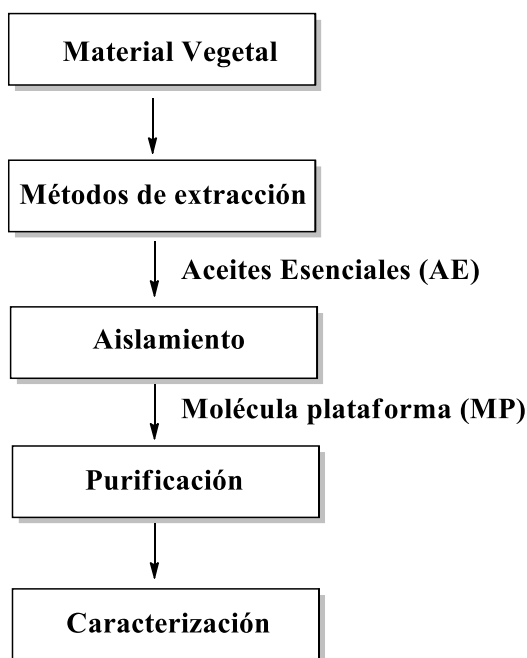 Material Vegetal
Métodos de extracción
Aceites Esenciales (AE)
Aislamiento
Molécula plataforma (MP)
Purificación
Caracterización